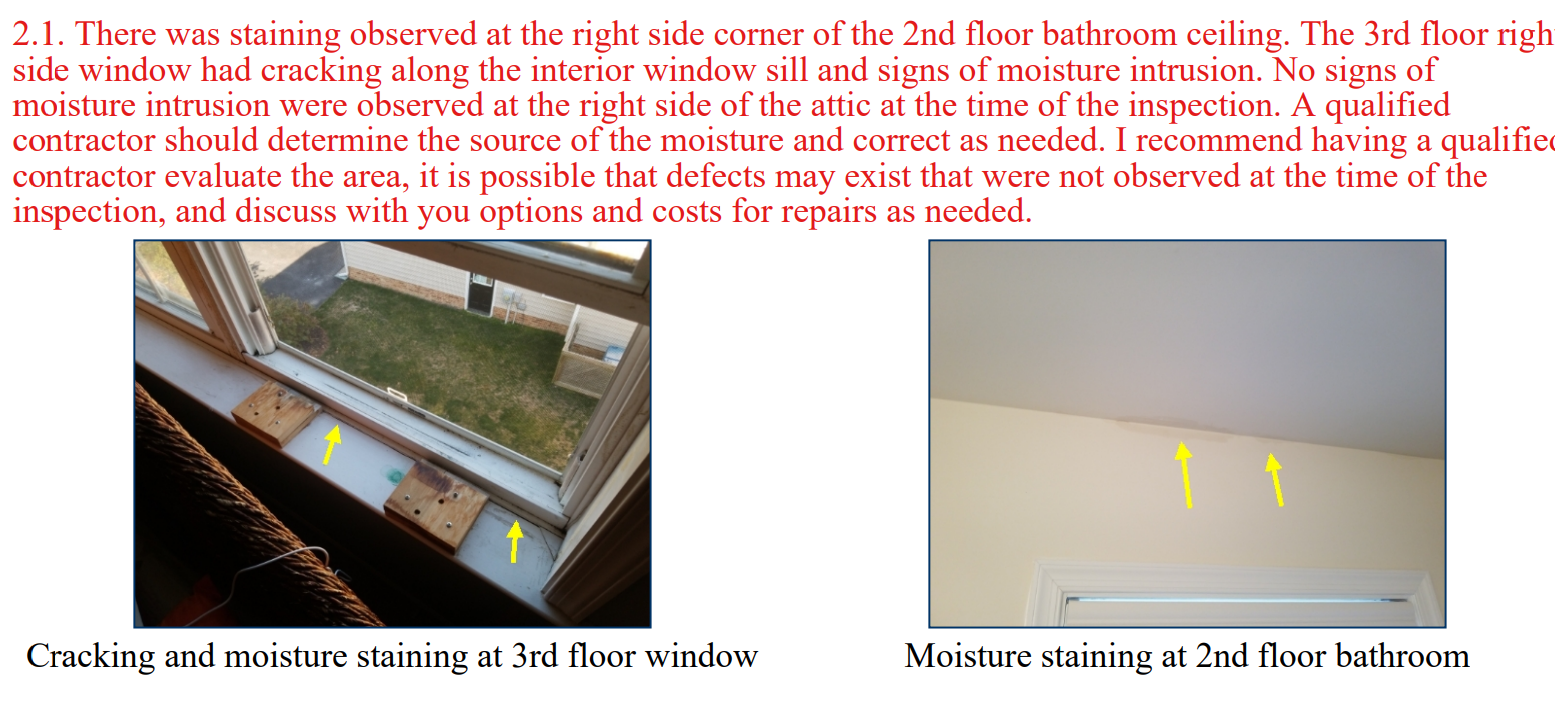 2.1. There was staining observed at the right side corner of the 2nd floor bathroom ceiling. The 3rd floor righ
side window had cracking along the interior window sill and signs of moisture intrusion. No signs of
moisture intrusion were observed at the right side of the attic at the time of the inspection. A qualified
contractor should determine the source of the moisture and correct as needed. I recommend having a qualified
contractor evaluate the area, it is possible that defects may exist that were not observed at the time of the
inspection, and discuss with you options and costs for repairs as needed.
Cracking and moisture staining at 3rd floor window
Moisture staining at 2nd floor bathroom